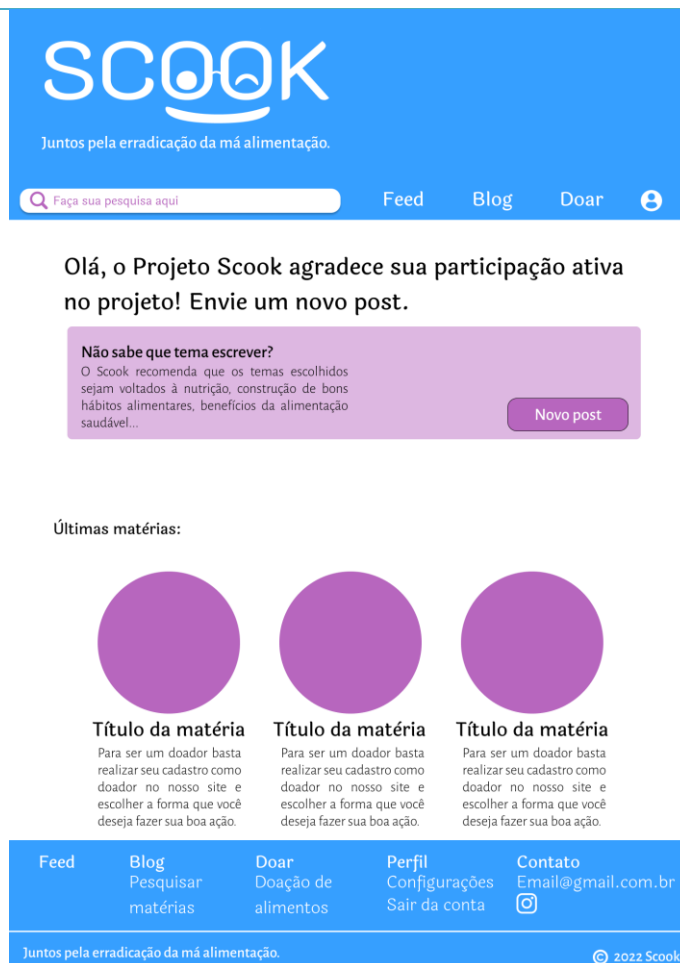 SCOOK
Juntos pela erradicação da má alimentação.
Faça sua pesquisa aqui
Feed
Blog
Doar
Olá, o Projeto Scook agradece sua participação ativa
no projeto! Envie um novo post.
Não sabe que tema escrever?
O Scook recomenda que os temas escolhidos
sejam voltados à nutrição, construção de bons
hábitos alimentares, benefícios da alimentação
saudável...
Novo post
Últimas matérias:
Título da matéria
Para ser um doador basta
realizar seu cadastro como
doador no nosso site e
escolher a forma que você
deseja fazer sua boa ação.
Título da matéria
Para ser um doador basta
realizar seu cadastro como
doador no nosso site e
escolher a forma que você
deseja fazer sua boa ação.
Título da matéria
Para ser um doador basta
realizar seu cadastro como
doador no nosso site e
escolher a forma que você
deseja fazer sua boa ação.
Feed
Blog
Pesquisar
matérias
Doar
Doação de
alimentos
Perfil
Configurações
Sair da conta
Contato
Email@gmail.com.br
Juntos pela erradicação da má alimentação.
© 2022 Scook